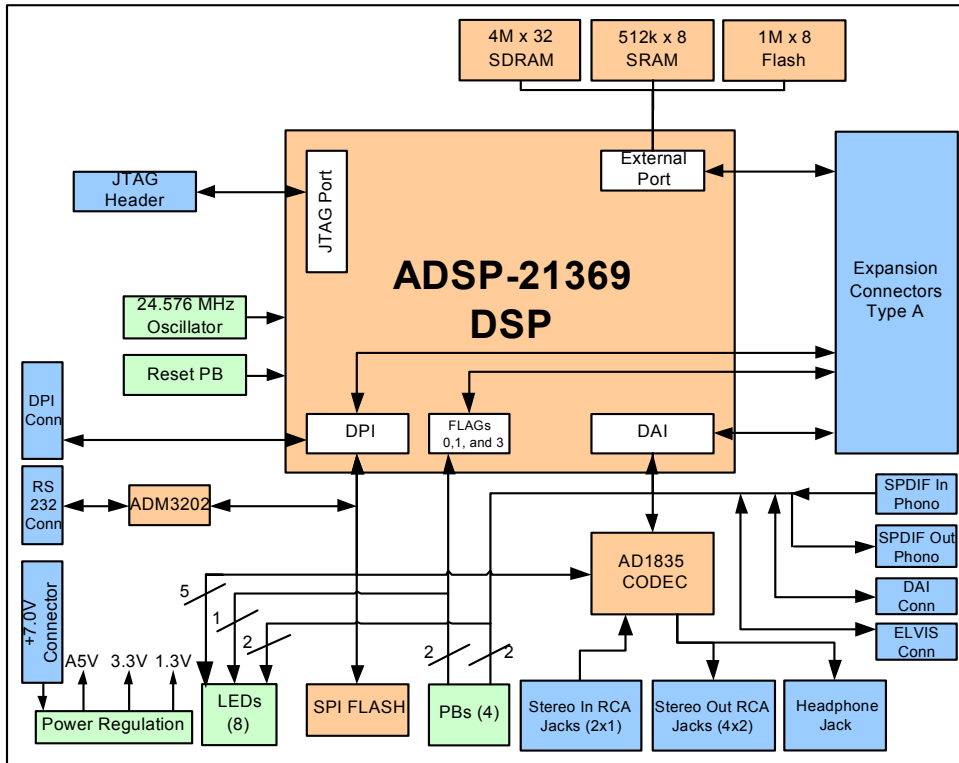 4M x 32
SDRAM
512k x 8
SRAM
1M x 8
Flash
External
Port
JTAG
Header
JTAG Port
ADSP-21369
DSP
Expansion
Connectors
Type A
24.576 MHz
Oscillator
Reset PB
DPI
Conn
DPI
FLAGs
0,1, and 3
DAI
RS
232
Conn
ADM3202
SPDIF In
Phono
SPDIF Out
Phono
AD1835
CODEC
DAI
Conn
ELVIS
Conn
+7.0V
Connector
5
1
2
2
2
A5V
3.3V
1.3V
Power Regulation
LEDs
(8)
SPI FLASH
PBs (4)
Stereo In RCA
Jacks (2x1)
Stereo Out RCA
Jacks (4x2)
Headphone
Jack